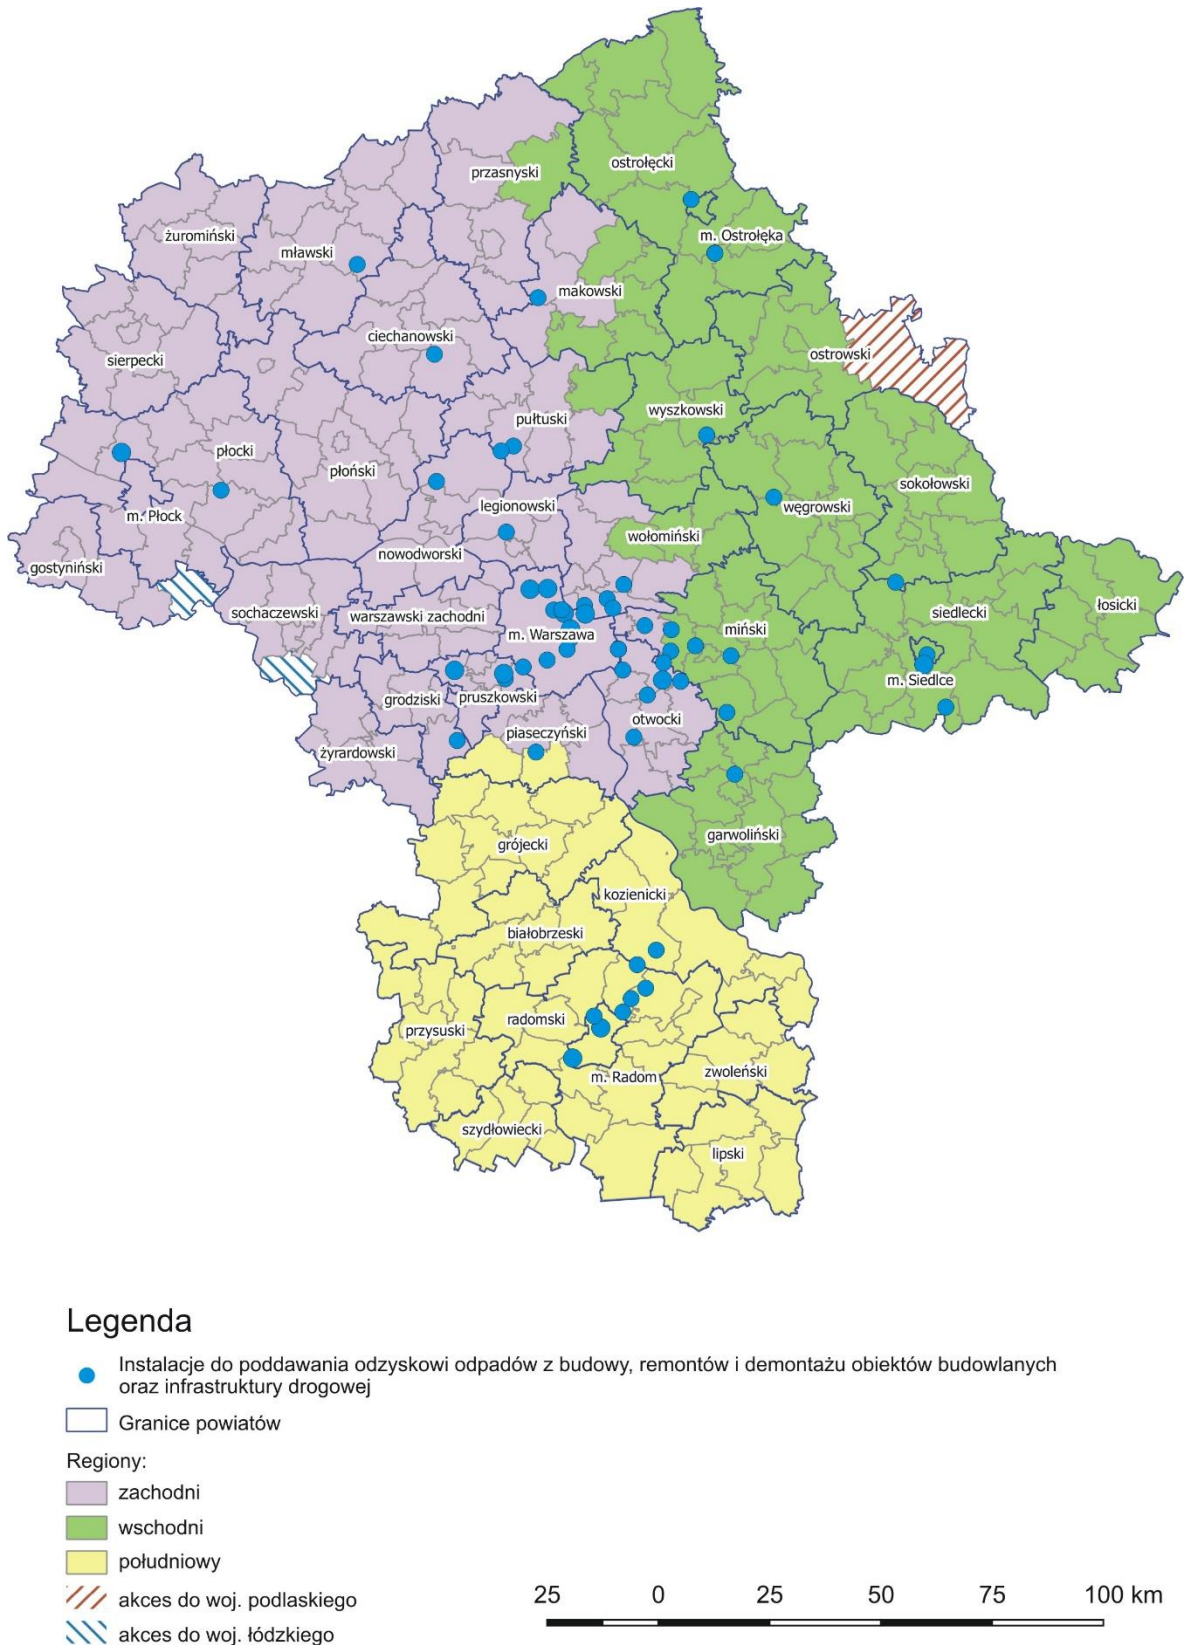 ostrołęcki
przasnyski
żuromiński
m. Ostrołęka
mławski
makowski
ciechanowski
sierpecki
ostrowski
wyszkowski
pułtuski
płocki
płoński
sokołowski
legionowski
węgrowski
m. Płock
wołomiński
nowodworski
gostyniński
łosicki
sochaczewski
warszawski zachodni
siedlecki
miński
m. Warszawa
m. Siedlce
grodziski
pruszkowski
otwocki
piaseczyński
żyrardowski
garwoliński
grójecki
kozienicki
białobrzeski
radomski
przysuski
zwoleński
m. Radom
szydłowiecki
lipski
Legenda
Instalacje do poddawania odzyskowi odpadów z budowy, remontów i demontażu obiektów budowlanych
oraz infrastruktury drogowej
Granice powiatów
Regiony:
zachodni
wschodni
południowy
akces do woj. podlaskiego
akces do woj. łódzkiego
25 0 25 50 75 100 km